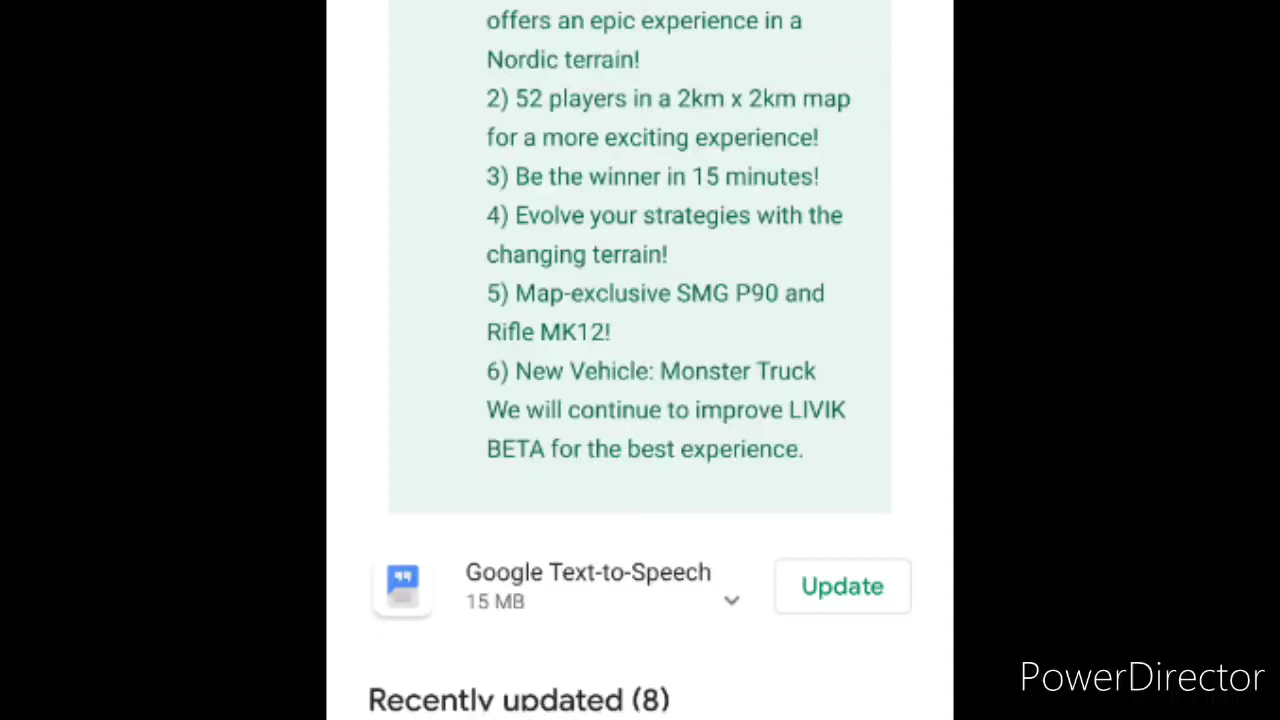 offers an epic experience in a
Nordic terrain!
2) 52 players in a 2km x 2km map
for a more exciting experience!
3) Be the winner in 15 minutes!
4) Evolve your strategies with the
changing terrain!
5) Map-exclusive SMG P90 and
Rifle MK12!
6) New Vehicle: Monster Truck
We will continue to improve LIVIK
BETA for the best experience.
Google Text-to-Speech
15 MB
Update
Recently updated (8)
PowerDirector